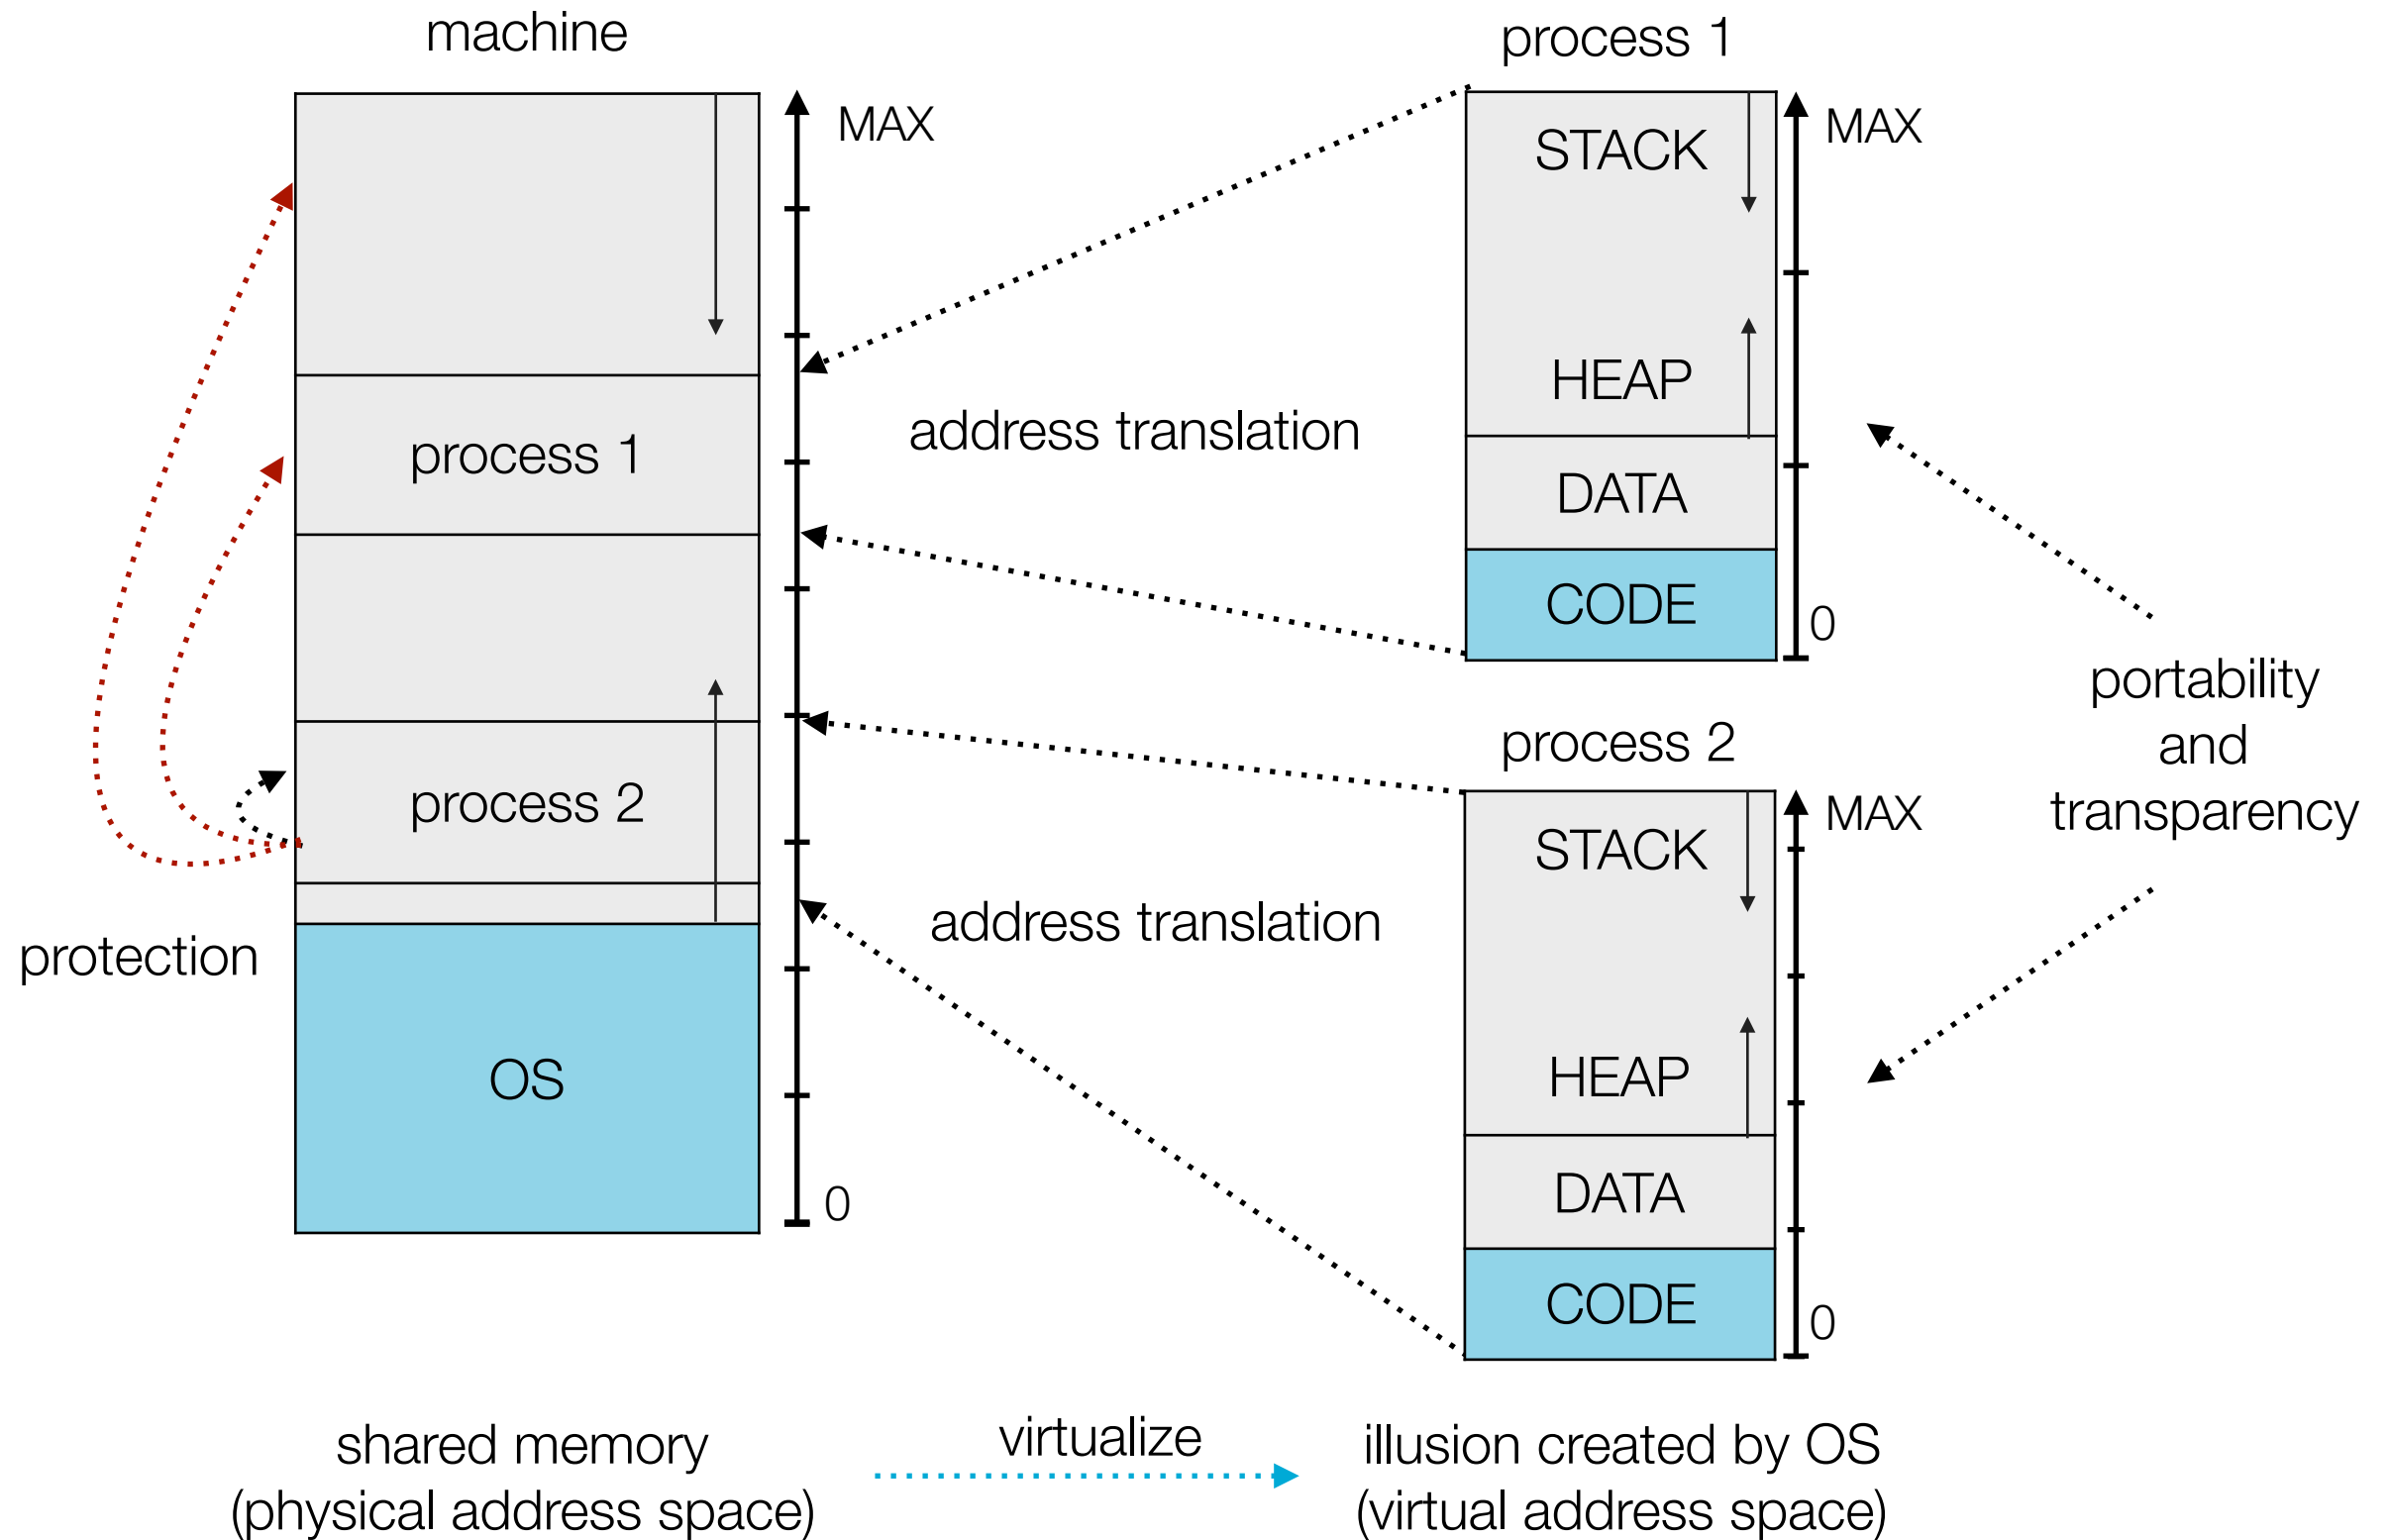 machine
MAX
process 1
process 2
protection
OS
0
address translation
address translation
process 1
STACK
MAX
HEAP
DATA
CODE
0
portability
and
transparency
process 2
STACK
MAX
HEAP
DATA
CODE
0
shared memory
(physical address space)
virtualize
illusion created by OS
(virtual address space)